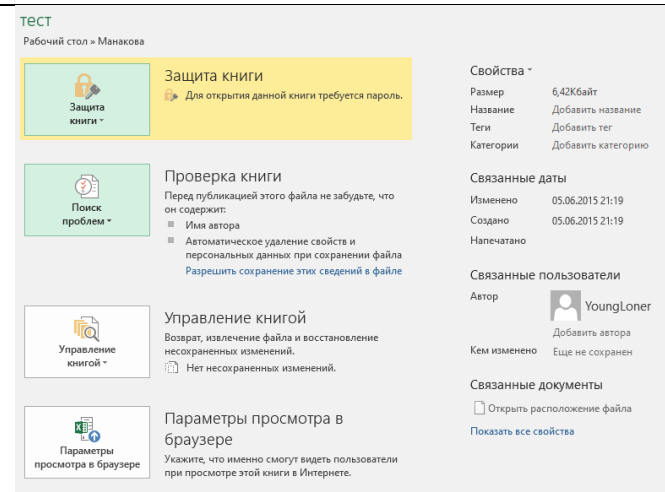 тест
Рабочий стол » Манакова
Защита
книги
Защита книги
Для открытия данной книги требуется пароль.
Поиск
проблем
Проверка книги
Перед публикацией этого файла не забудьте, что
он содержит:
Имя автора
Автоматическое удаление свойств и
персональных данных при сохранении файла
Разрешить сохранение этих сведений в файле
Управление
книгой
Управление книгой
Возврат, извлечение файла и восстановление
несохраненных изменений.
Нет несохраненных изменений.
Параметры
просмотра в браузере
Параметры просмотра в
браузере
Укажите, что именно смогут видеть пользователи
при просмотре этой книги в Интернете.
Свойства
Размер 6,42Кбайт
Название Добавить название
Теги Добавить тег
Категории Добавить категорию
Связанные даты
Изменено 05.06.2015 21:19
Создано 05.06.2015 21:19
Напечатано
Связанные пользователи
Автор YoungLoner
Добавить автора
Кем изменено Еще не сохранен
Связанные документы
Открыть расположение файла
Показать все свойства